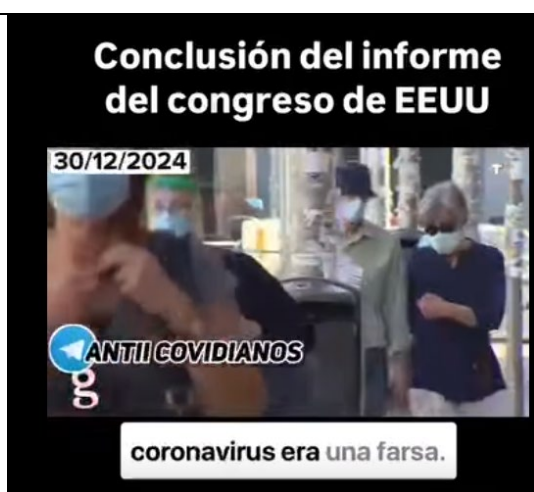 Conclusión del informe
del congreso de EEUU
30/12/2024
T
ANTII COVIDIANOS
g
coronavirus era una farsa.